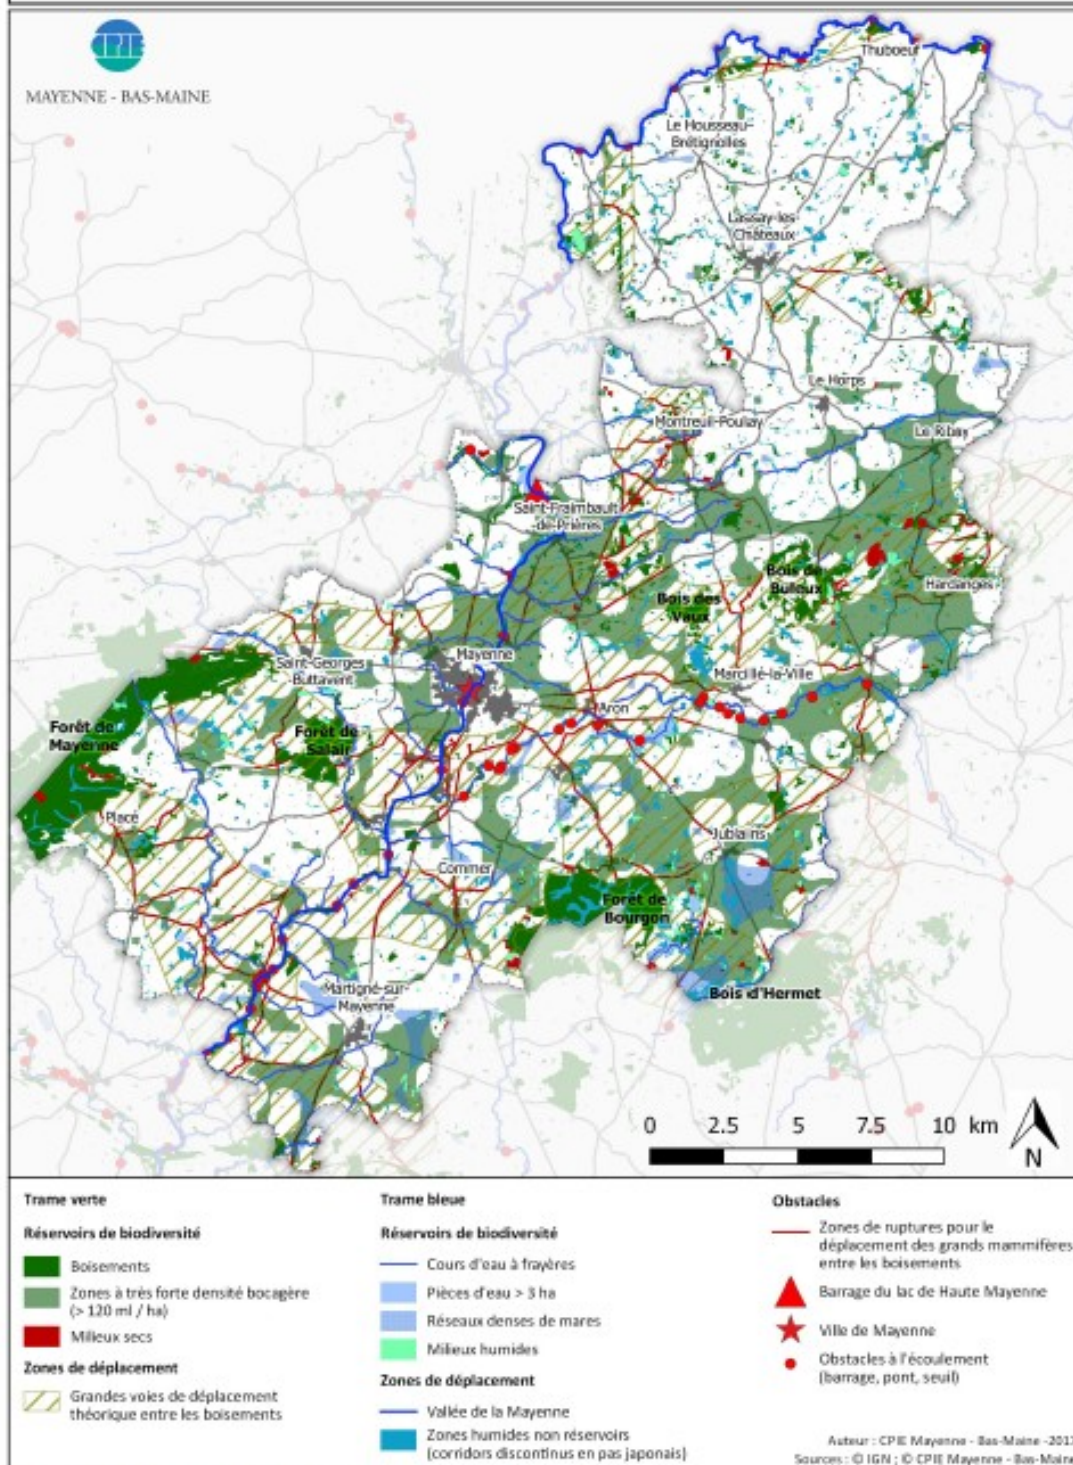 CPIE
MAYENNE - BAS-MAINE
Thuboeuf
Le Housseau-
Brétignolles
Lassay-les
Châteaux
Le Horps
Montreuil-Poulay
Le Ribay
Saint-Fraimbault
-de-Prières
Bois de
Buleux
Hardanges
Bois des
Vaux
Mayenne
Saint-Georges
-Buttavent
Marcillé-la-Ville
Aron
Forêt de
Mayenne
Forêt de
Salair
Placé
Jublains
Commer
Forêt de
Bourgon
Bois d'Hermet
Martigné-sur-
Mayenne
0 2.5 5 7.5 10 km
N
Trame verte
Réservoirs de biodiversité
Boisements
Zones à très forte densité bocagère
(> 120 ml / ha)
Milieux secs
Zones de déplacement
Grandes voies de déplacement
théorique entre les boisements
Trame bleue
Réservoirs de biodiversité
Cours d'eau à frayères
Pièces d'eau > 3 ha
Réseaux denses de mares
Milieux humides
Zones de déplacement
Vallée de la Mayenne
Zones humides non réservoirs
(corridors discontinus en pas japonais)
Obstacles
Zones de ruptures pour le
déplacement des grands mammifères
entre les boisements
Barrage du lac de Haute Mayenne
Ville de Mayenne
Obstacles à l'écoulement
(barrage, pont, seuil)
Auteur : CPIE Mayenne - Bas-Maine -2017
Sources : © IGN ; © CPIE Mayenne - Bas-Maine